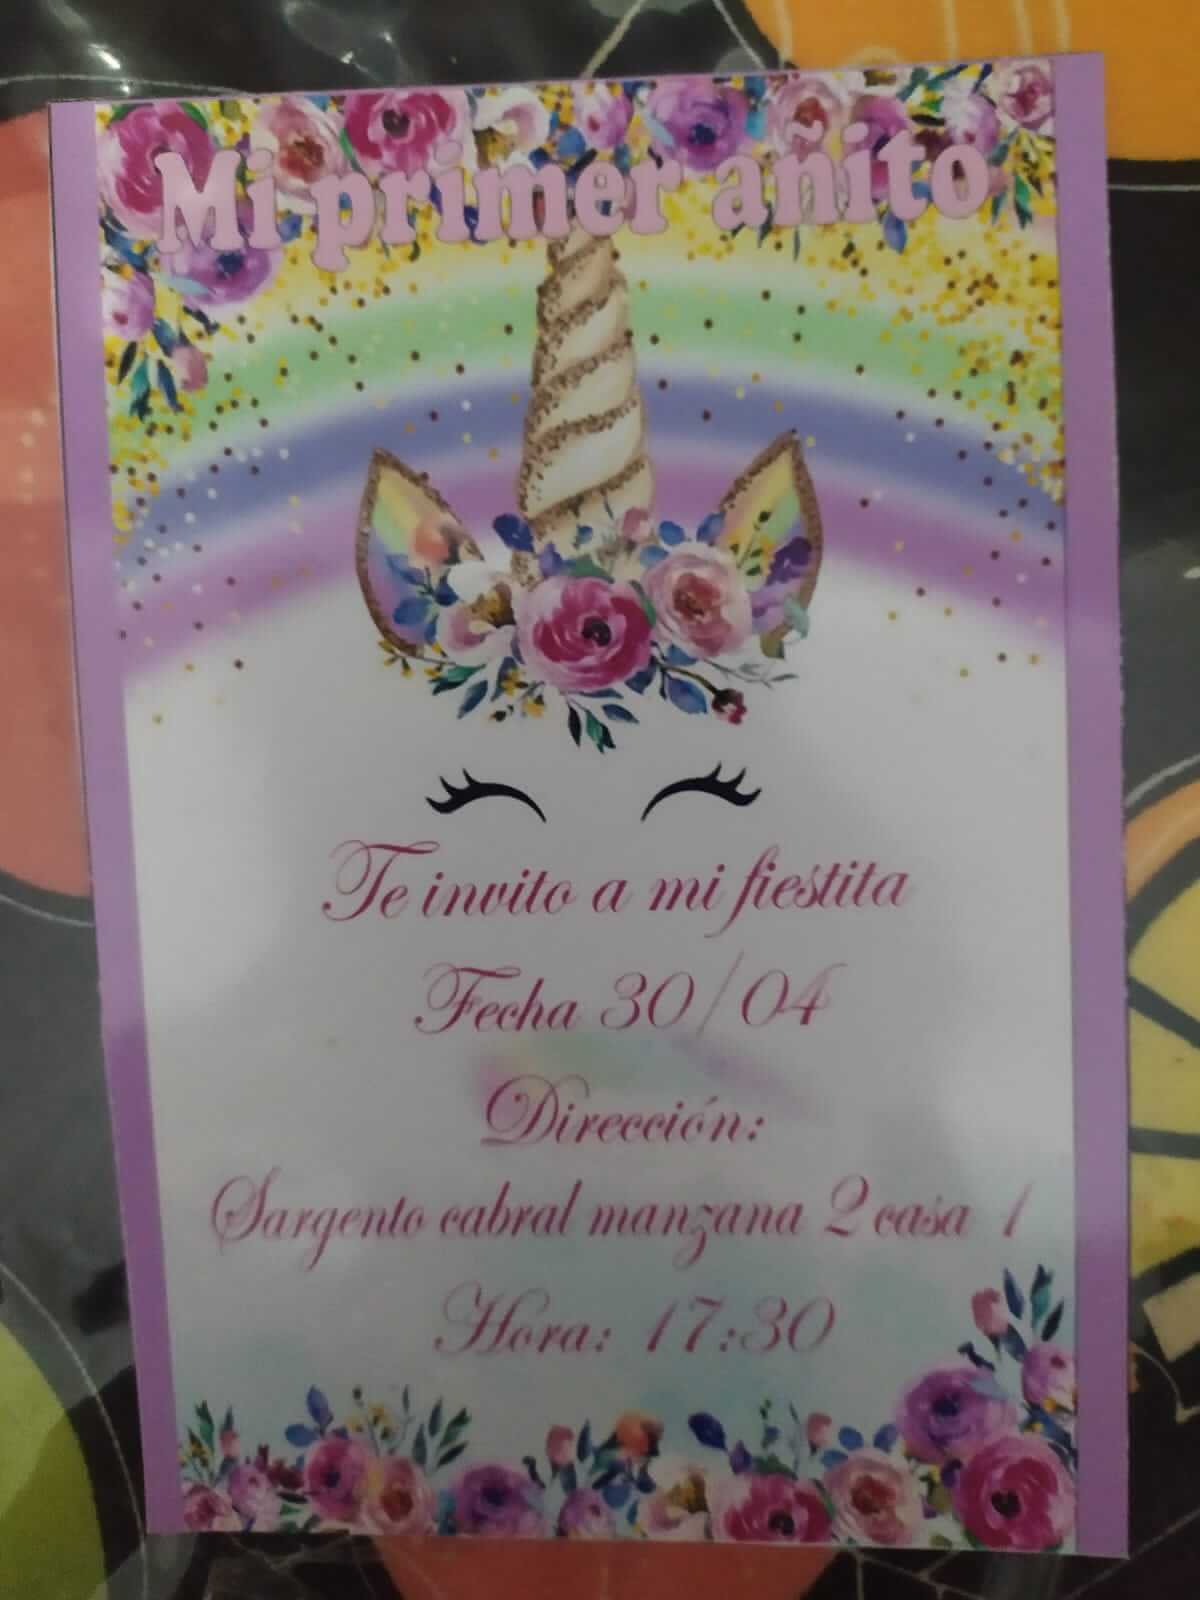 Mi primer añito
Te invito a mi fiestita
Fecha 30/04
Dirección:
Sargento cabral manzana 2 casa 1
Hora: 17:30